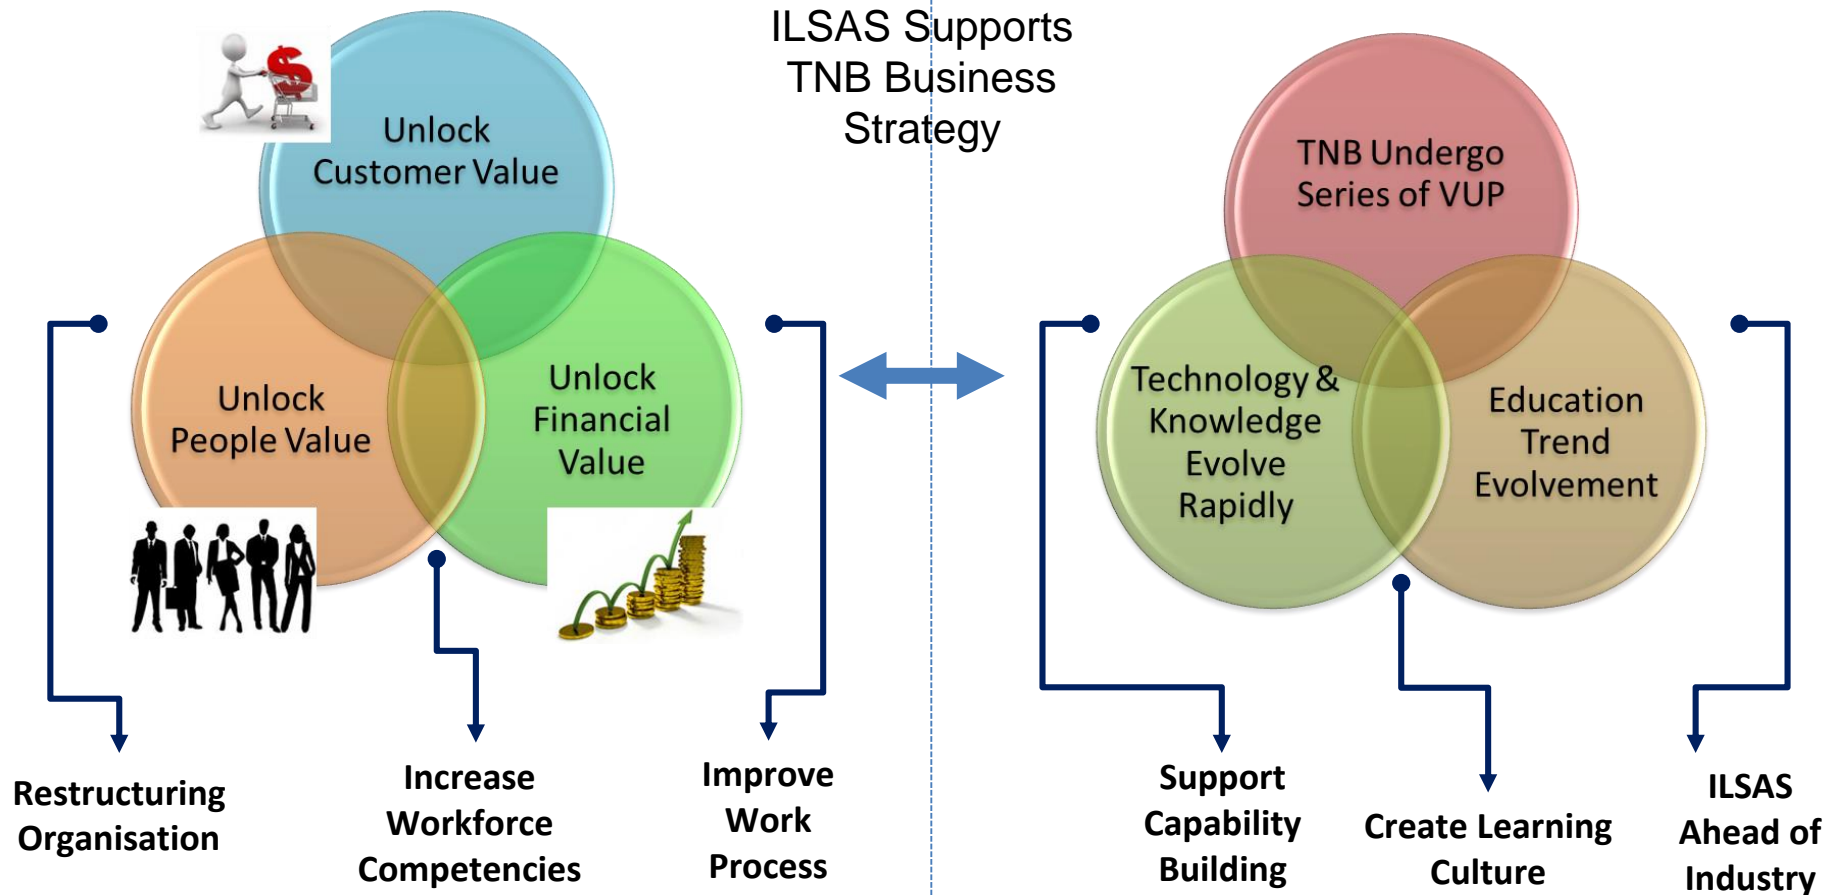 ILSAS Supports
TNB Business
Strategy
Unlock
Customer Value
Unlock
People Value
Unlock
Financial
Value
Restructuring
Organisation
Increase
Workforce
Competencies
Improve
Work
Process
TNB Undergo
Series of VUP
Technology &
Knowledge
Evolve
Rapidly
Education
Trend
Evolvement
Support
Capability
Building
Create Learning
Culture
ILSAS
Ahead of
Industry